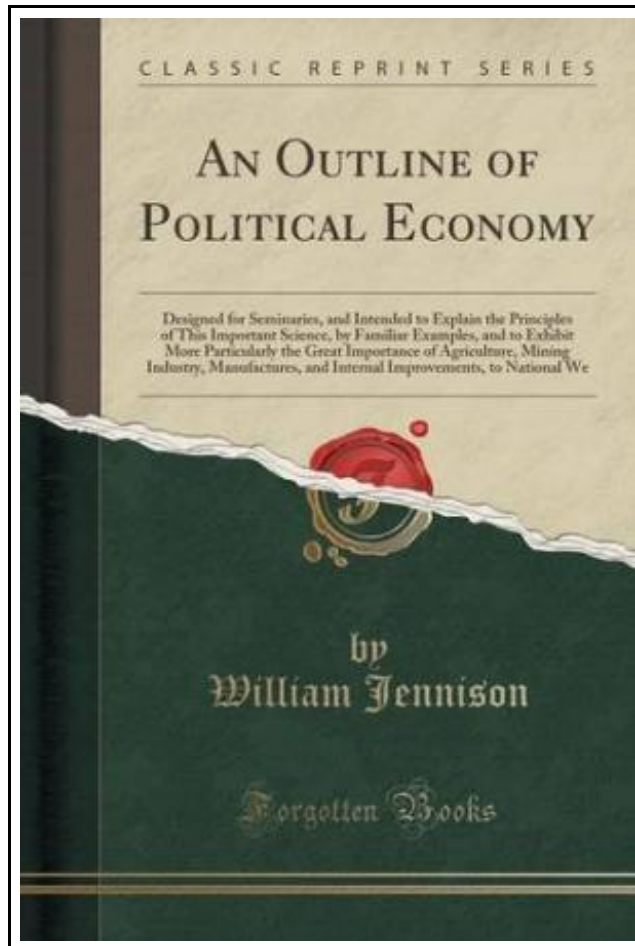 CLASSIC REPRINT SERIES
AN OUTLINE OF
POLITICAL ECONOMY
Designed for Seminaries, and Intended to Explain the Principles
of This Important Science, by Familiar Examples, and to Exhibit
More Particularly the Great Importance of Agriculture, Mining
Industry, Manufactures, and Internal Improvements, to National We
by
William Jennison
Forgotten Books